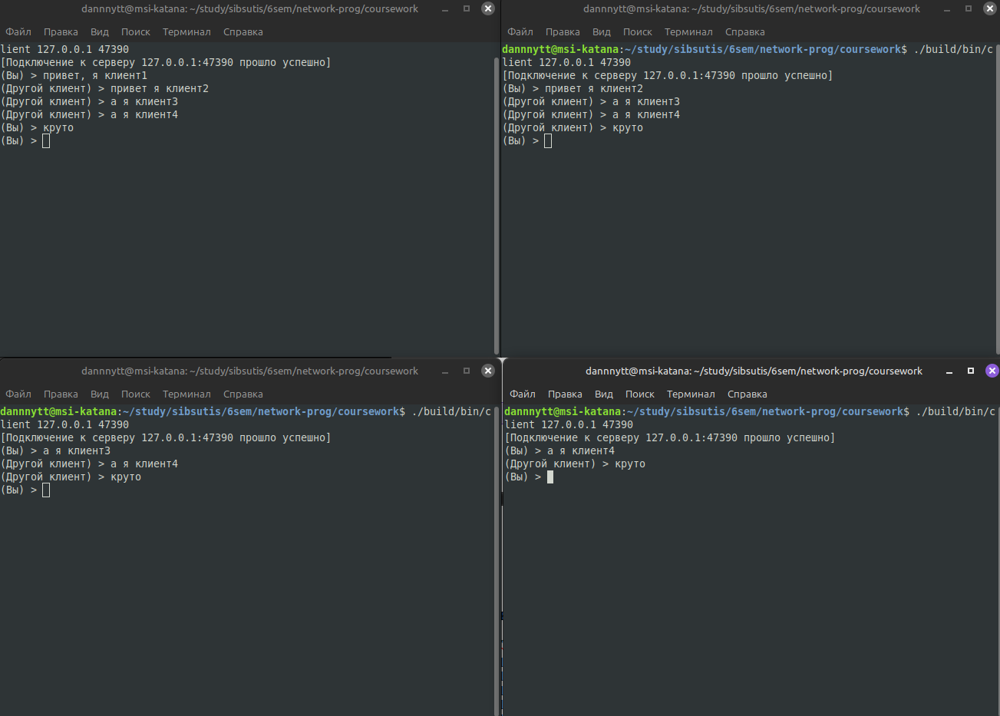 dannnytt@msi-katana: ~/study/sibsutis/6sem/network-prog/coursework
Файл Правка Вид Поиск Терминал Справка
lient 127.0.0.1 47390
[Подключение к серверу 127.0.0.1:47390 прошло успешно]
(Вы) > привет, я клиент1
(Другой клиент) > привет я клиент2
(Другой клиент) > а я клиент3
(Другой клиент) > а я клиент4
(Вы) > круто
(Вы) >
dannnytt@msi-katana: ~/study/sibsutis/6sem/network-prog/coursework
Файл Правка Вид Поиск Терминал Справка
dannnytt@msi-katana:~/study/sibsutis/6sem/network-prog/coursework$ ./build/bin/c
lient 127.0.0.1 47390
[Подключение к серверу 127.0.0.1:47390 прошло успешно]
(Вы) > привет я клиент2
(Другой клиент) > а я клиент3
(Другой клиент) > а я клиент4
(Другой клиент) > круто
(Вы) >
dannnytt@msi-katana: ~/study/sibsutis/6sem/network-prog/coursework
Файл Правка Вид Поиск Терминал Справка
dannnytt@msi-katana:~/study/sibsutis/6sem/network-prog/coursework$ ./build/bin/c
lient 127.0.0.1 47390
[Подключение к серверу 127.0.0.1:47390 прошло успешно]
(Вы) > а я клиент3
(Другой клиент) > а я клиент4
(Другой клиент) > круто
(Вы) >
dannnytt@msi-katana: ~/study/sibsutis/6sem/network-prog/coursework
Файл Правка Вид Поиск Терминал Справка
dannnytt@msi-katana:~/study/sibsutis/6sem/network-prog/coursework$ ./build/bin/c
lient 127.0.0.1 47390
[Подключение к серверу 127.0.0.1:47390 прошло успешно]
(Вы) > а я клиент4
(Другой клиент) > круто
(Вы) >